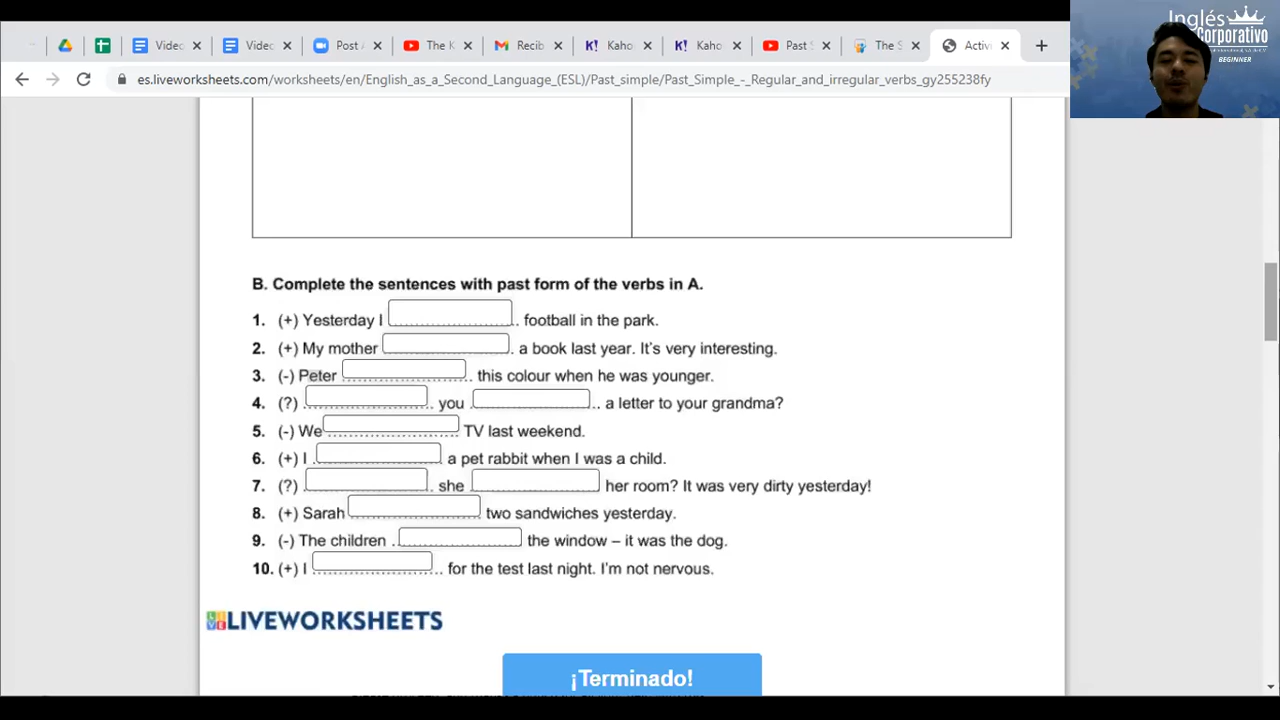 Videc
Videc
Post A
The K
Recib
Kaho
Kaho
Past S
The S
Activi
es.liveworksheets.com/worksheets/en/English_as_a_Second_Language_(ESL)/Past_simple/Past_Simple_-_Regular_and_irregular_verbs_gy255238fy
Inglés
Corporativo
BEGINNER
B. Complete the sentences with past form of the verbs in A.
1. (+) Yesterday I .. football in the park.
2. (+) My mother . a book last year. It's very interesting.
3. (-) Peter . this colour when he was younger.
4. (?) . you . .. a letter to your grandma?
5. (-) We TV last weekend.
6. (+) I . a pet rabbit when I was a child.
7. (?) . she her room? It was very dirty yesterday!
8. (+) Sarah two sandwiches yesterday.
9. (-) The children . the window – it was the dog.
10. (+) I .. for the test last night. I'm not nervous.
LIVE
LIVEWORKSHEETS
¡Terminado!